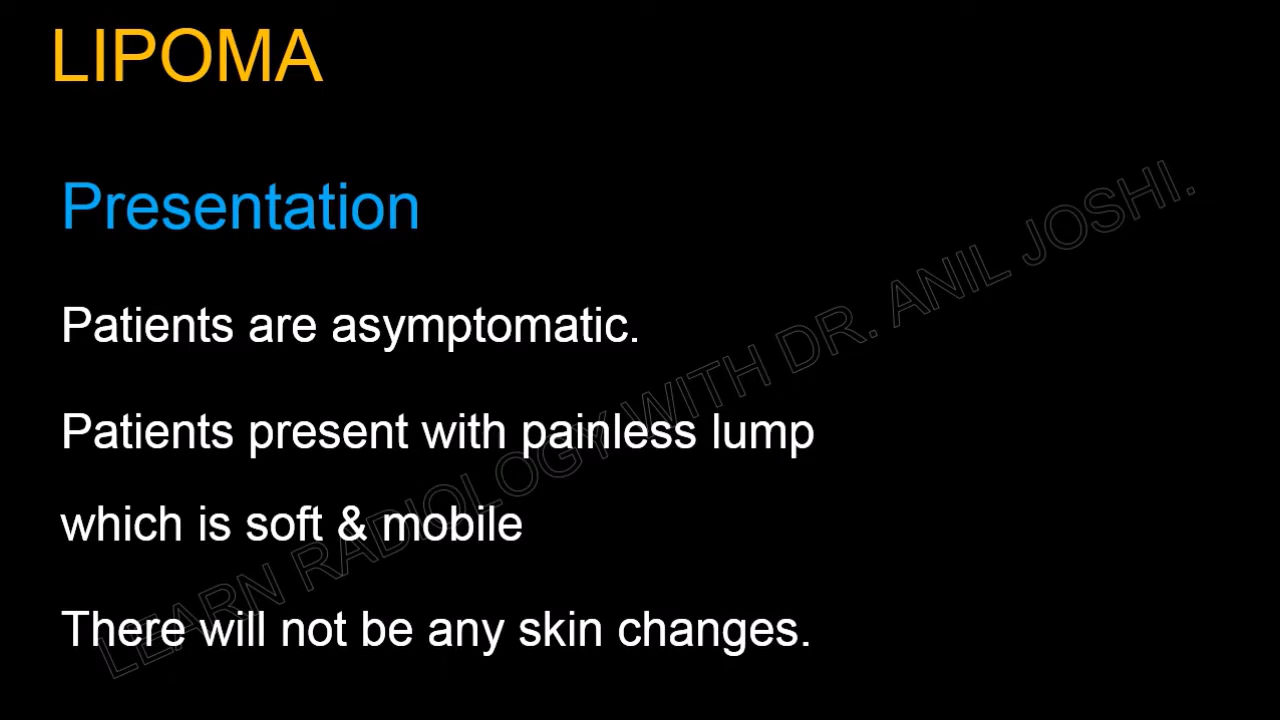 LIPOMA
Presentation
Patients are asymptomatic.
Patients present with painless lump
which is soft & mobile
There will not be any skin changes.
LEARN RADIOLOGY WITH DR. ANIL JOSHI.